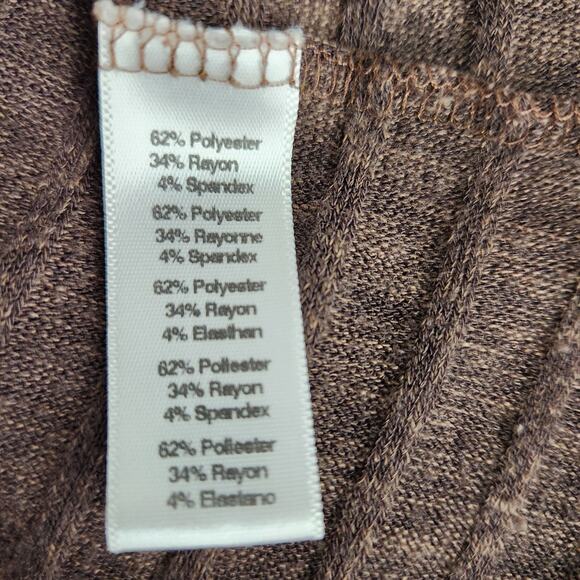 62% Polyester
34% Rayon
4% Spandex
62% Polyester
34% Rayonne
4% Spandex
62% Polyester
34% Rayon
4% Elasthan
62% Poliester
34% Rayon
4% Spandex
62% Poliester
34% Rayon
4% Elastano